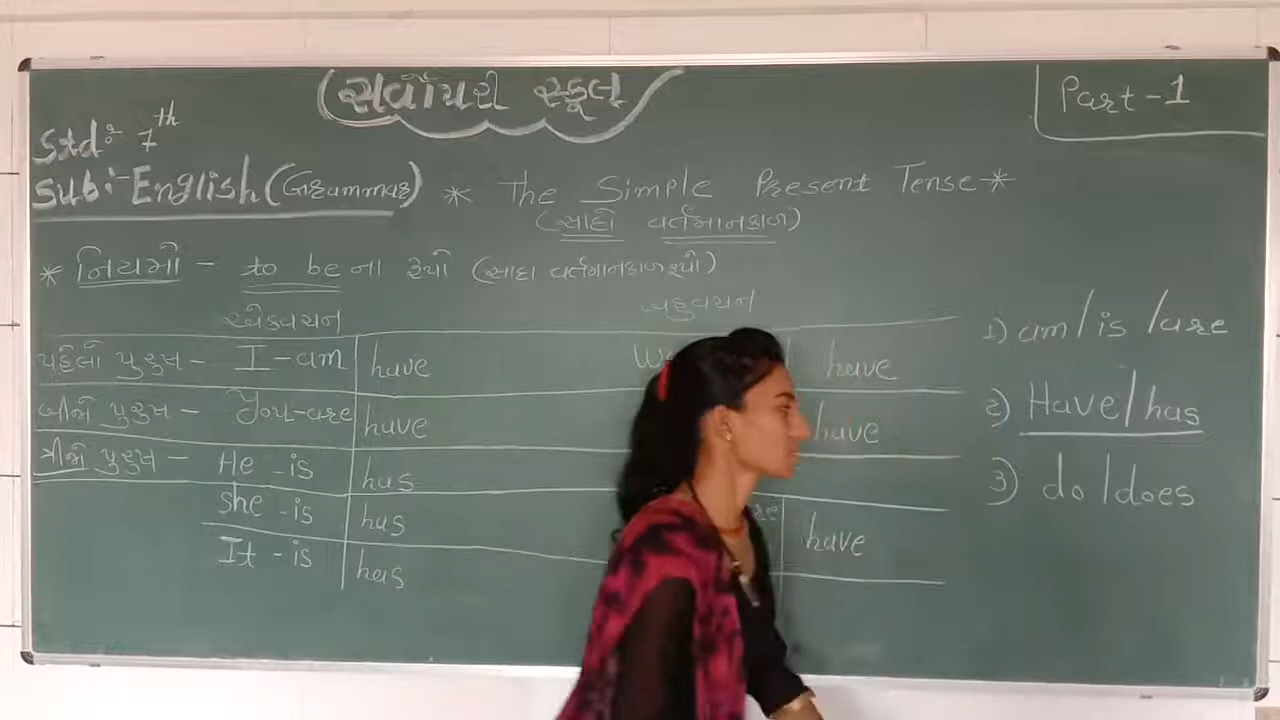 સર્વોચરી સ્કૂલ
Part-1
Std: 7th
Sub:- English (Grammar)
* The Simple Present Tense *
(સાદો વર્તમાનકાળ)
* નિયમો - to be ના રૂપો (સાદા વર્તમાનકાળ રૂપો)
એકવચન બહુવચન
પહેલો પુરુષ - I-am have have
બીજો પુરુષ - You-are have have
ત્રીજો પુરુષ - He -is has
she -is has are have
It -is has
1) am/is/are
2) Have/has
3) do/does